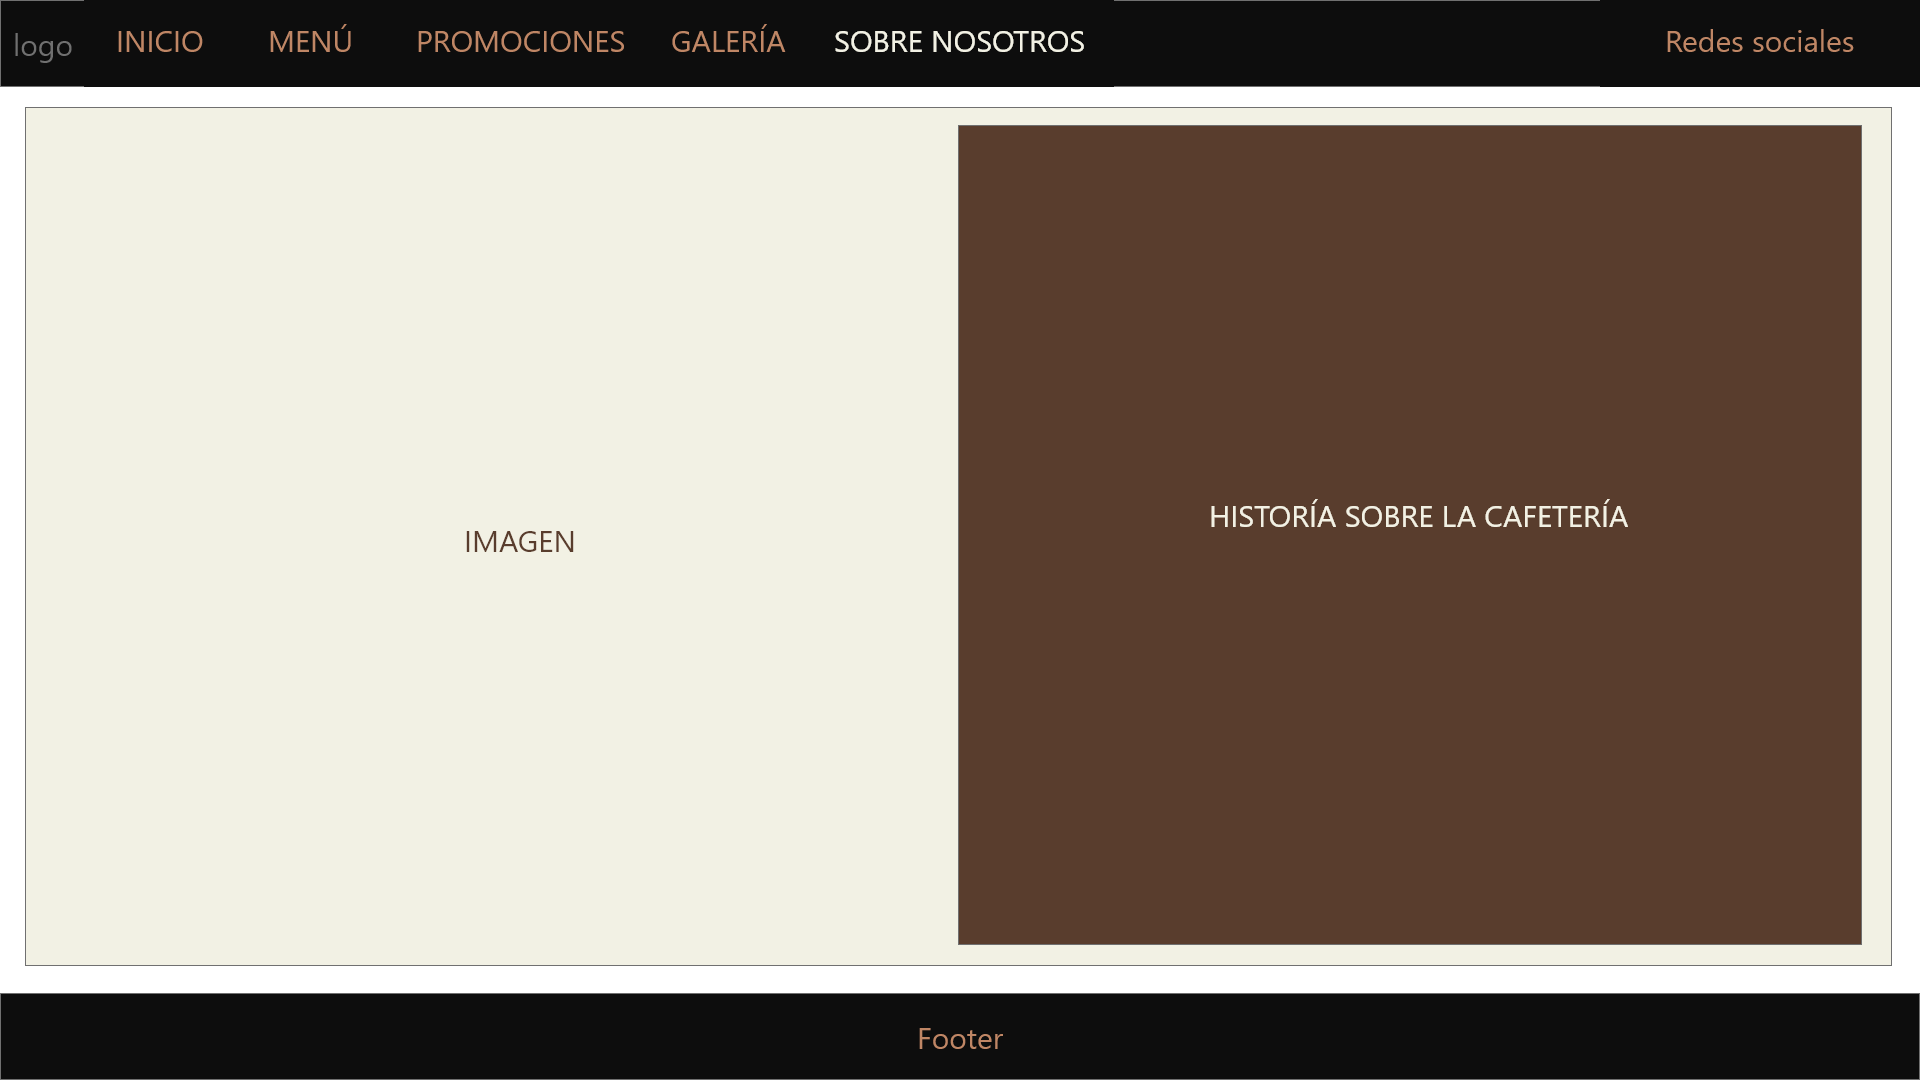 logo
INICIO
MENÚ
PROMOCIONES
GALERÍA
SOBRE NOSOTROS
Redes sociales
IMAGEN
HISTORÍA SOBRE LA CAFETERÍA
Footer